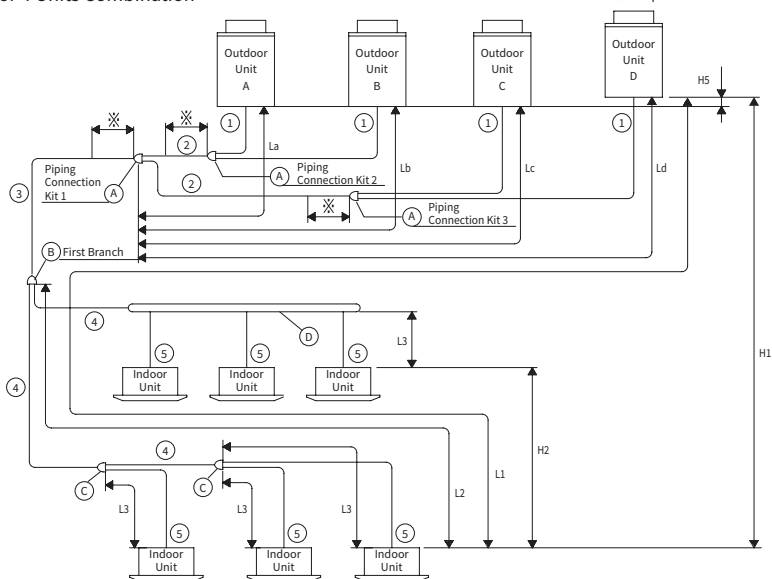 Outdoor
Unit
A
Outdoor
Unit
B
Outdoor
Unit
C
Outdoor
Unit
D
H5
※
※
1
1
1
1
2
La
Lb
Lc
Ld
3
Piping
Connection
Kit 1
A
2
A
Piping
Connection Kit 2
※
A
Piping
Connection Kit 3
B
First Branch
4
D
L3
H1
5
5
5
4
Indoor
Unit
Indoor
Unit
Indoor
Unit
H2
4
L1
L2
C
C
L3
L3
L3
5
5
5
Indoor
Unit
Indoor
Unit
Indoor
Unit